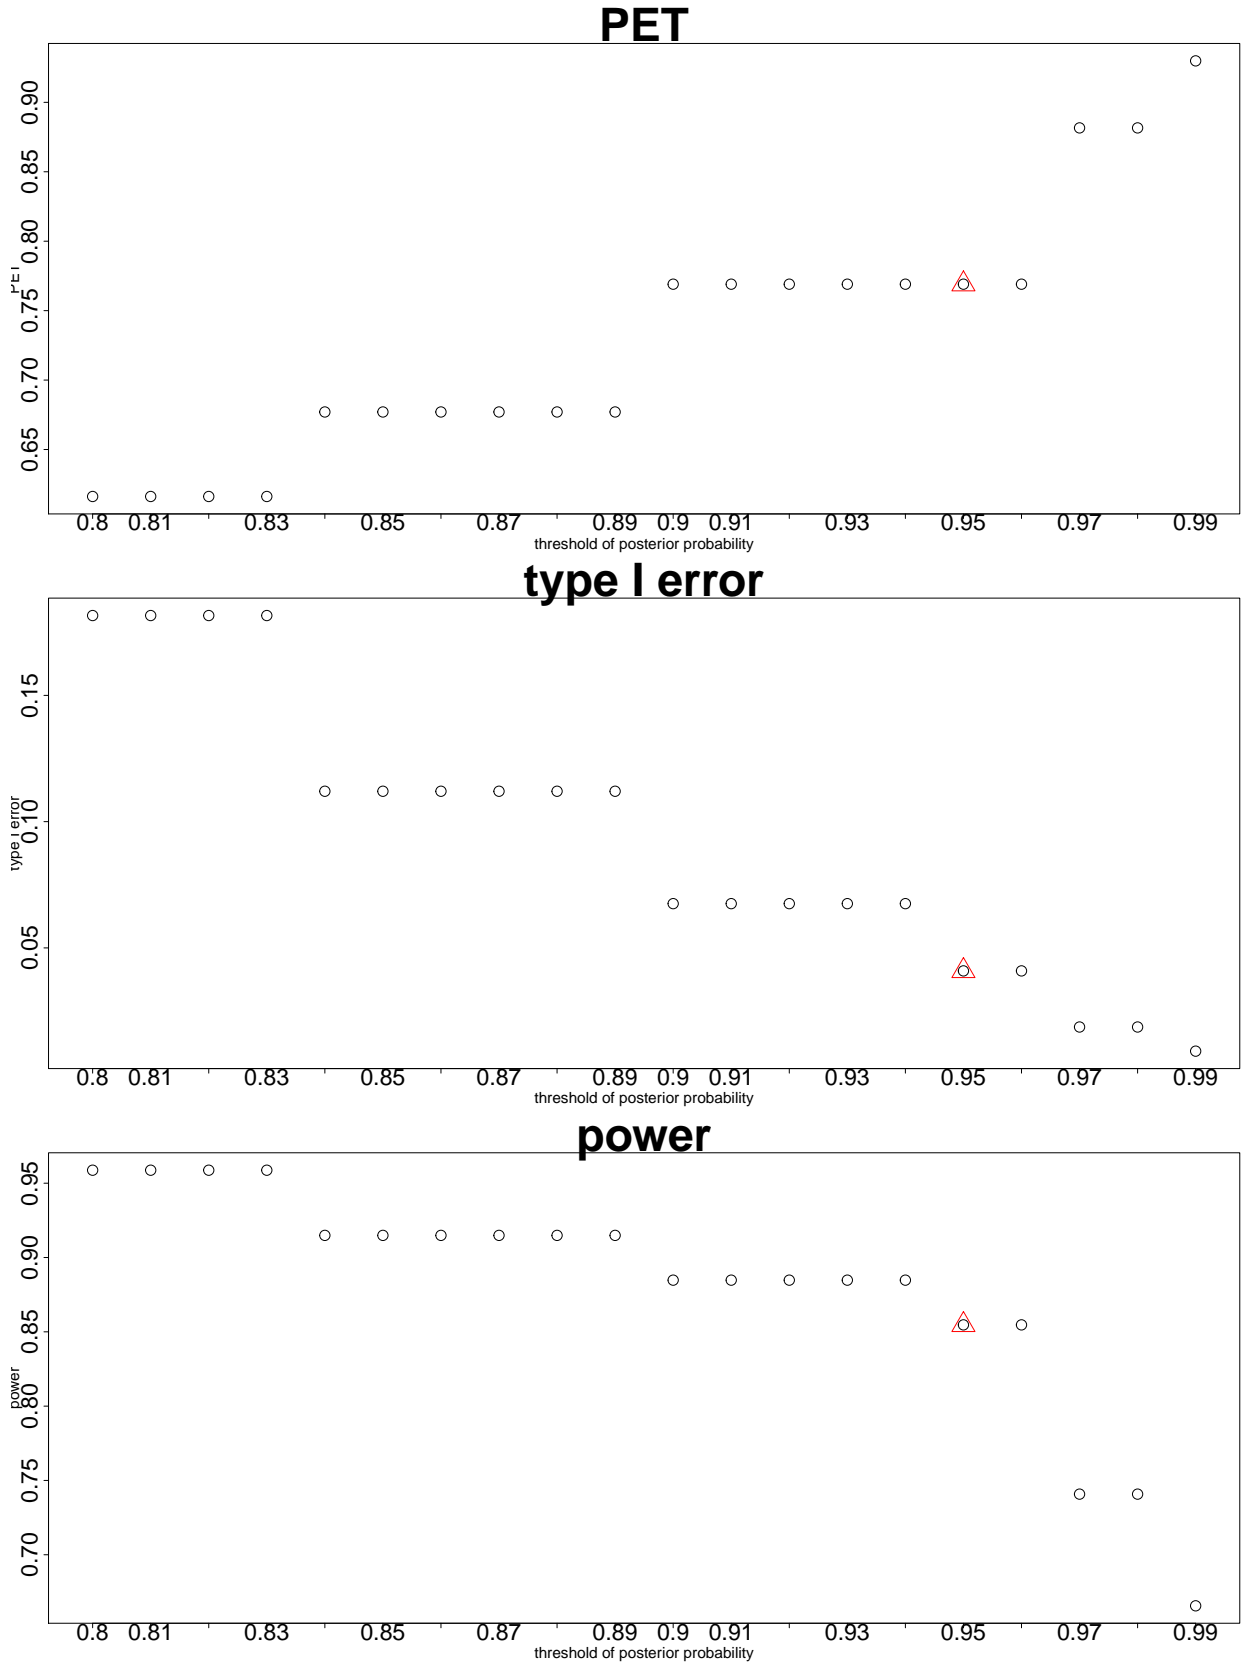 PET
0.90
0.85
0.80
0.75
0.70
0.65
PET
0.8 0.81 0.83 0.85 0.87 0.89 0.9 0.91 0.93 0.95 0.97 0.99
threshold of posterior probability
type I error
0.15
0.10
0.05
type I error
0.8 0.81 0.83 0.85 0.87 0.89 0.9 0.91 0.93 0.95 0.97 0.99
threshold of posterior probability
power
0.95
0.90
0.85
0.80
0.75
0.70
power
0.8 0.81 0.83 0.85 0.87 0.89 0.9 0.91 0.93 0.95 0.97 0.99
threshold of posterior probability